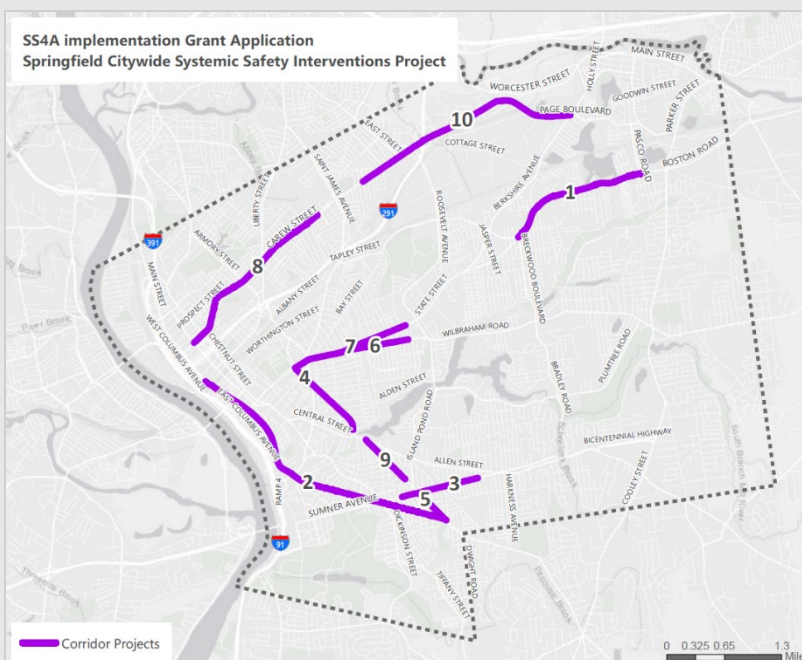 SS4A implementation Grant Application
Springfield Citywide Systemic Safety Interventions Project
MAIN STREET
HOLLY STREET
WORCESTER STREET
GOODWIN STREET
PARKER STREET
PAGE BOULEVARD
10
EAST STREET
COTTAGE STREET
PASCO ROAD
BOSTON ROAD
BERKSHIRE AVENUE
1
SAINT JAMES AVENUE
LIBERTY STREET
291
ROOSEVELT AVENUE
CAREW STREET
391
ARMORY STREET
TAPLEY STREET
JASPER STREET
BRECKWOOD BOULEVARD
MAIN STREET
8
PROSPECT STREET
ALBANY STREET
BAY STREET
STATE STREET
WORTHINGTON STREET
WILBRAHAM ROAD
WEST COLUMBUS AVENUE
CHESTNUT STREET
7
6
PLUMTREE ROAD
4
BRADLEY ROAD
ALDEN STREET
EAST COLUMBUS AVENUE
CENTRAL STREET
ISLAND POND ROAD
BICENTENNIAL HIGHWAY
9
ALLEN STREET
COOLEY STREET
RAMP 4
2
3
SUMNER AVENUE
5
HARKNESS AVENUE
DICKINSON STREET
91
DWIGHT ROAD
TIFFANY STREET
Corridor Projects
0 0.325 0.65 1.3
Mile